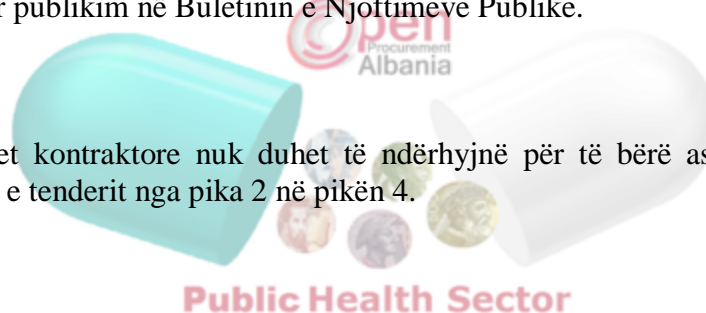 r publikim në Buletinin e Njoftimeve Publike.
Open
Procurement
Albania
et kontraktore nuk duhet të ndërhyjnë për të bërë as
e tenderit nga pika 2 në pikën 4.
Public Health Sector